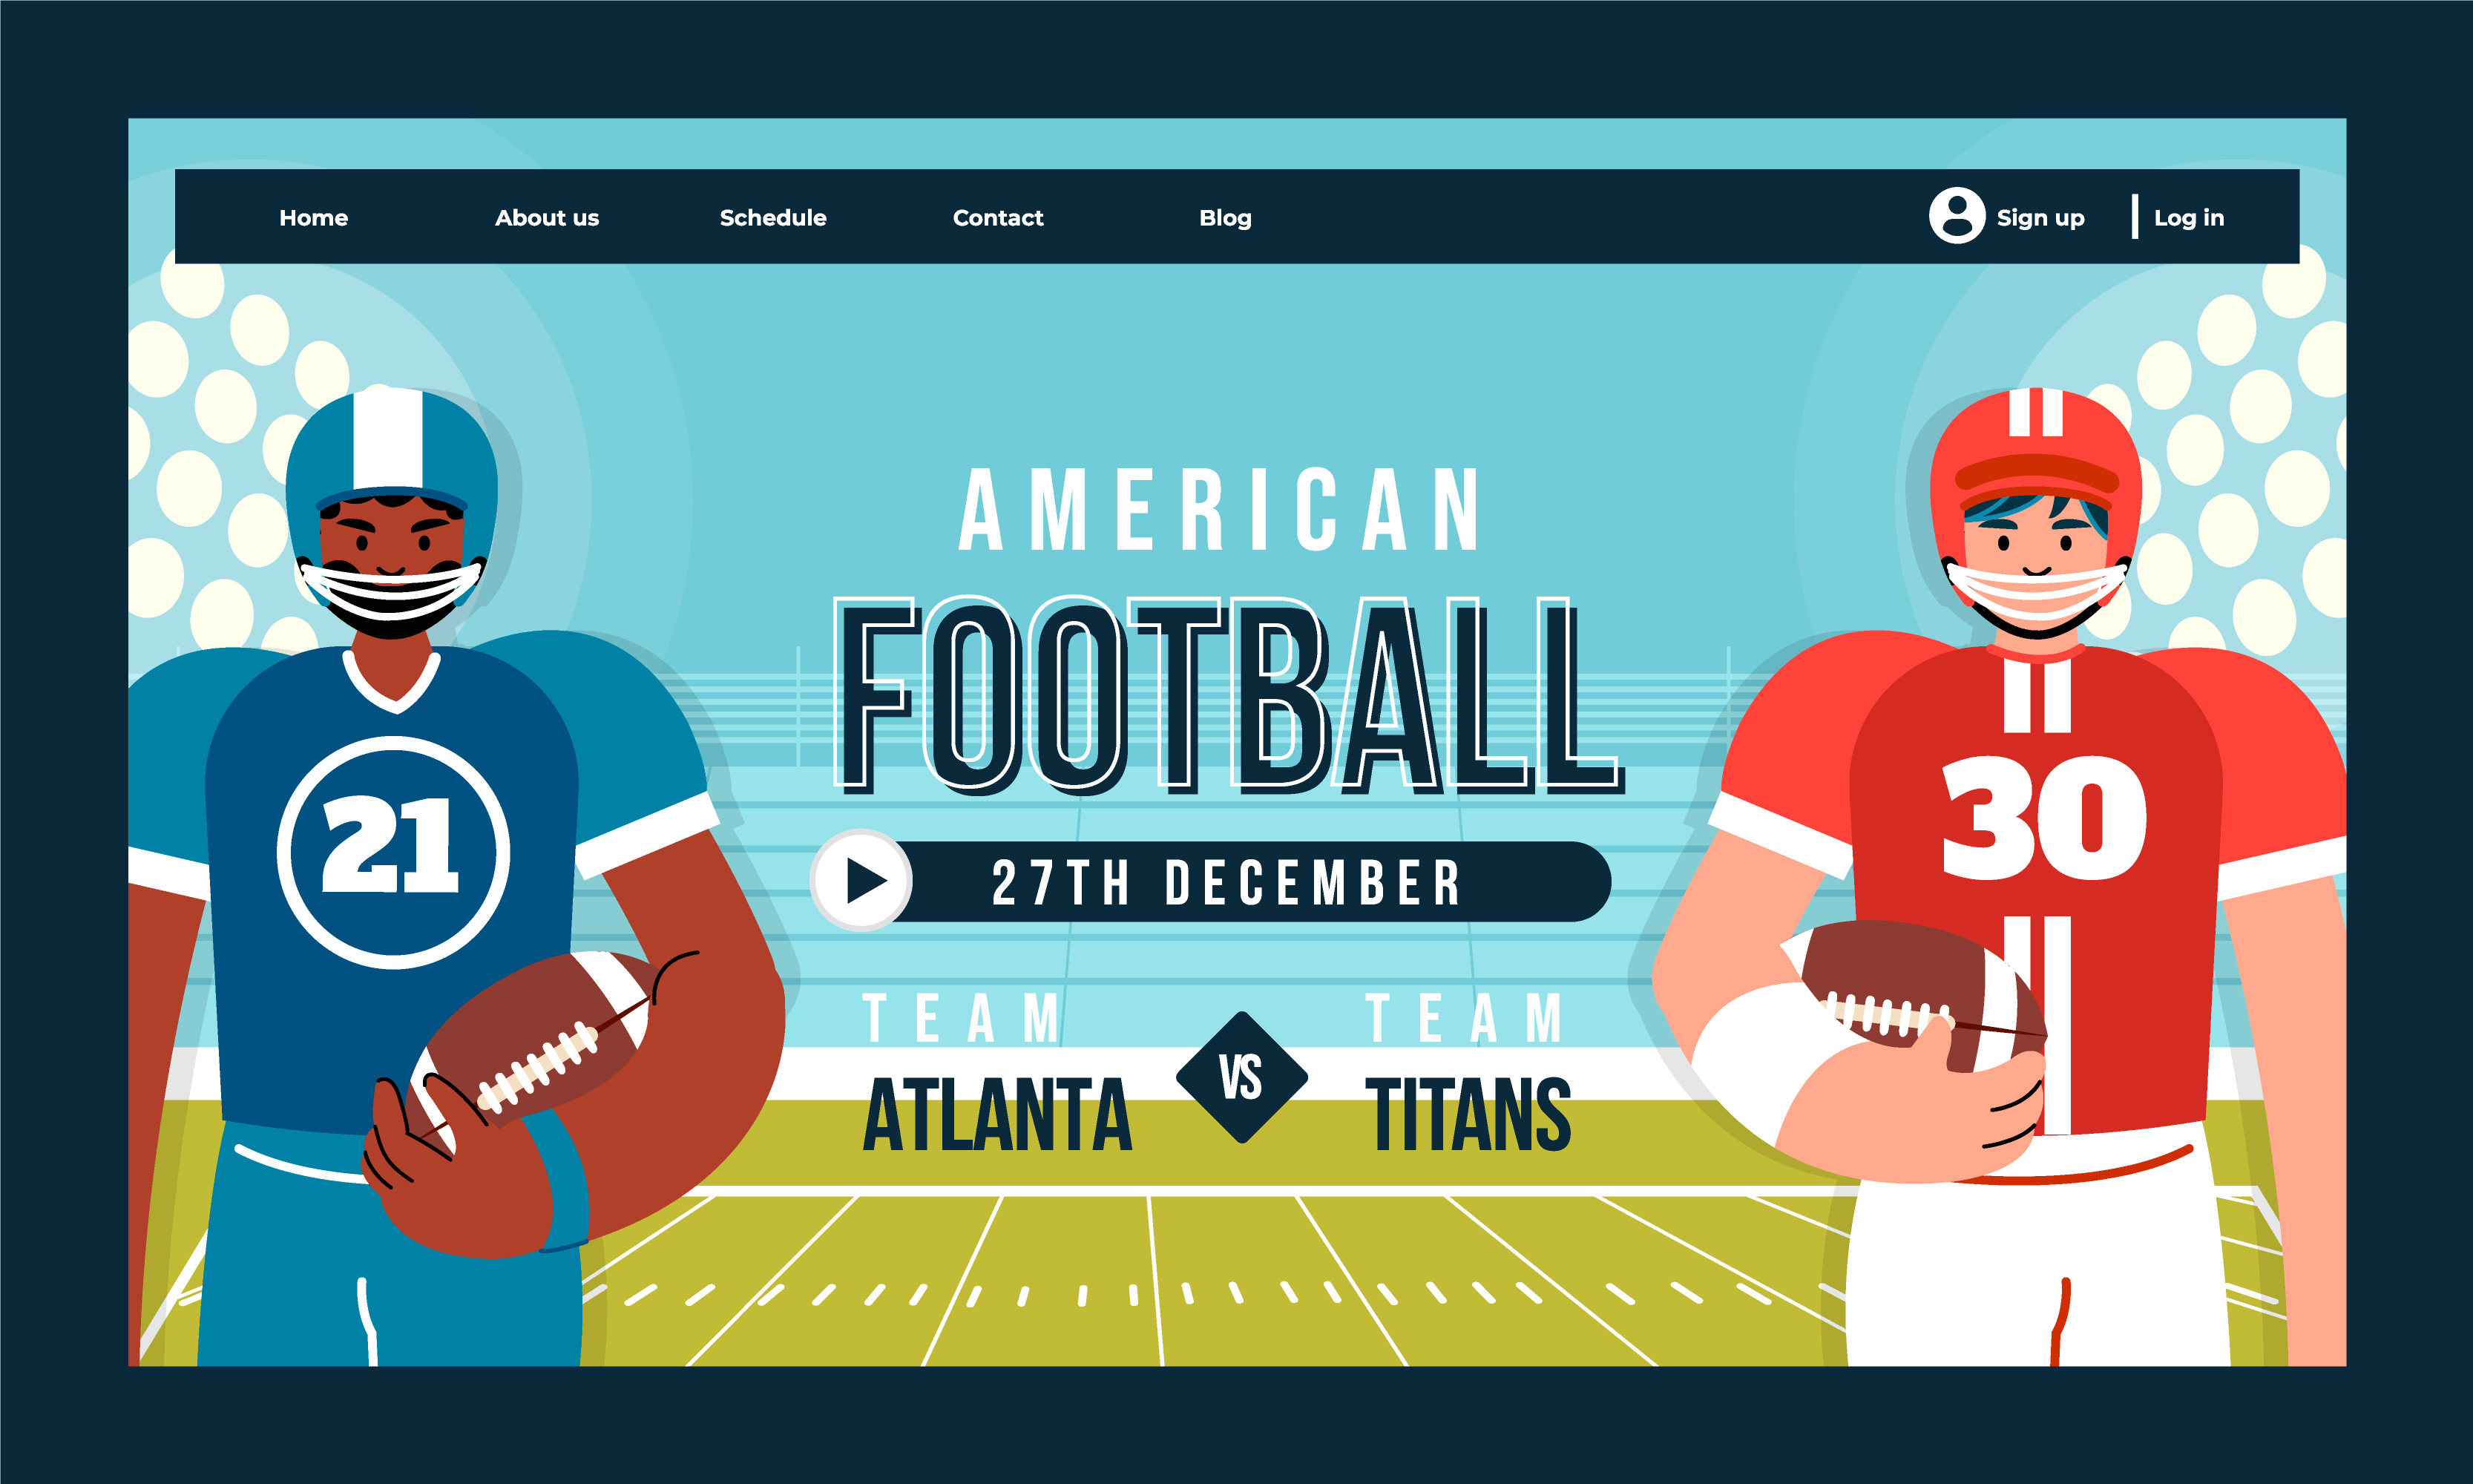 Home About us Schedule Contact Blog Sign up Log in
AMERICAN
FOOTBALL
27TH DECEMBER
21
30
TEAM
ATLANTA
VS
TEAM
TITANS